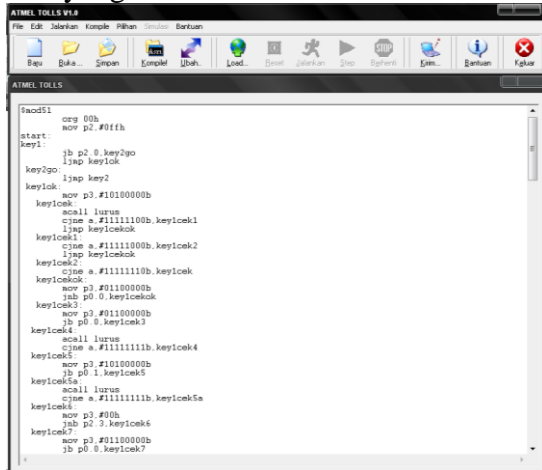 ATMEL TOLLS V1.0
File Edit Jalankan Kompile Pilihan Simulasi Bantuan
Baru Buka... Simpan Kompile! Ubah.. Load... Reset Jalankan Step Berhenti Kirim... Bantuan Keluar
ATMEL TOLLS
$mod51
org 00h
mov p2,#0ffh
start:
key1:
jb p2.0,key2go
ljmp key1ok
key2go:
ljmp key2
key1ok:
mov p3,#10100000b
key1cek:
acall lurus
cjne a,#11111100b,key1cek1
ljmp key1cekok
key1cek1:
cjne a,#11111000b,key1cek2
ljmp key1cekok
key1cek2:
cjne a,#11111110b,key1cek
key1cekok:
mov p3,#01100000b
jnb p0.0,key1cekok
key1cek3:
mov p3,#01100000b
jb p0.0,key1cek3
key1cek4:
acall lurus
cjne a,#11111111b,key1cek4
key1cek5:
mov p3,#10100000b
jb p0.1,key1cek5
key1cek5a:
acall lurus
cjne a,#11111111b,key1cek5a
key1cek6:
mov p3,#00h
jnb p2.3,key1cek6
key1cek7:
mov p3,#01100000b
jb p0.0,key1cek7